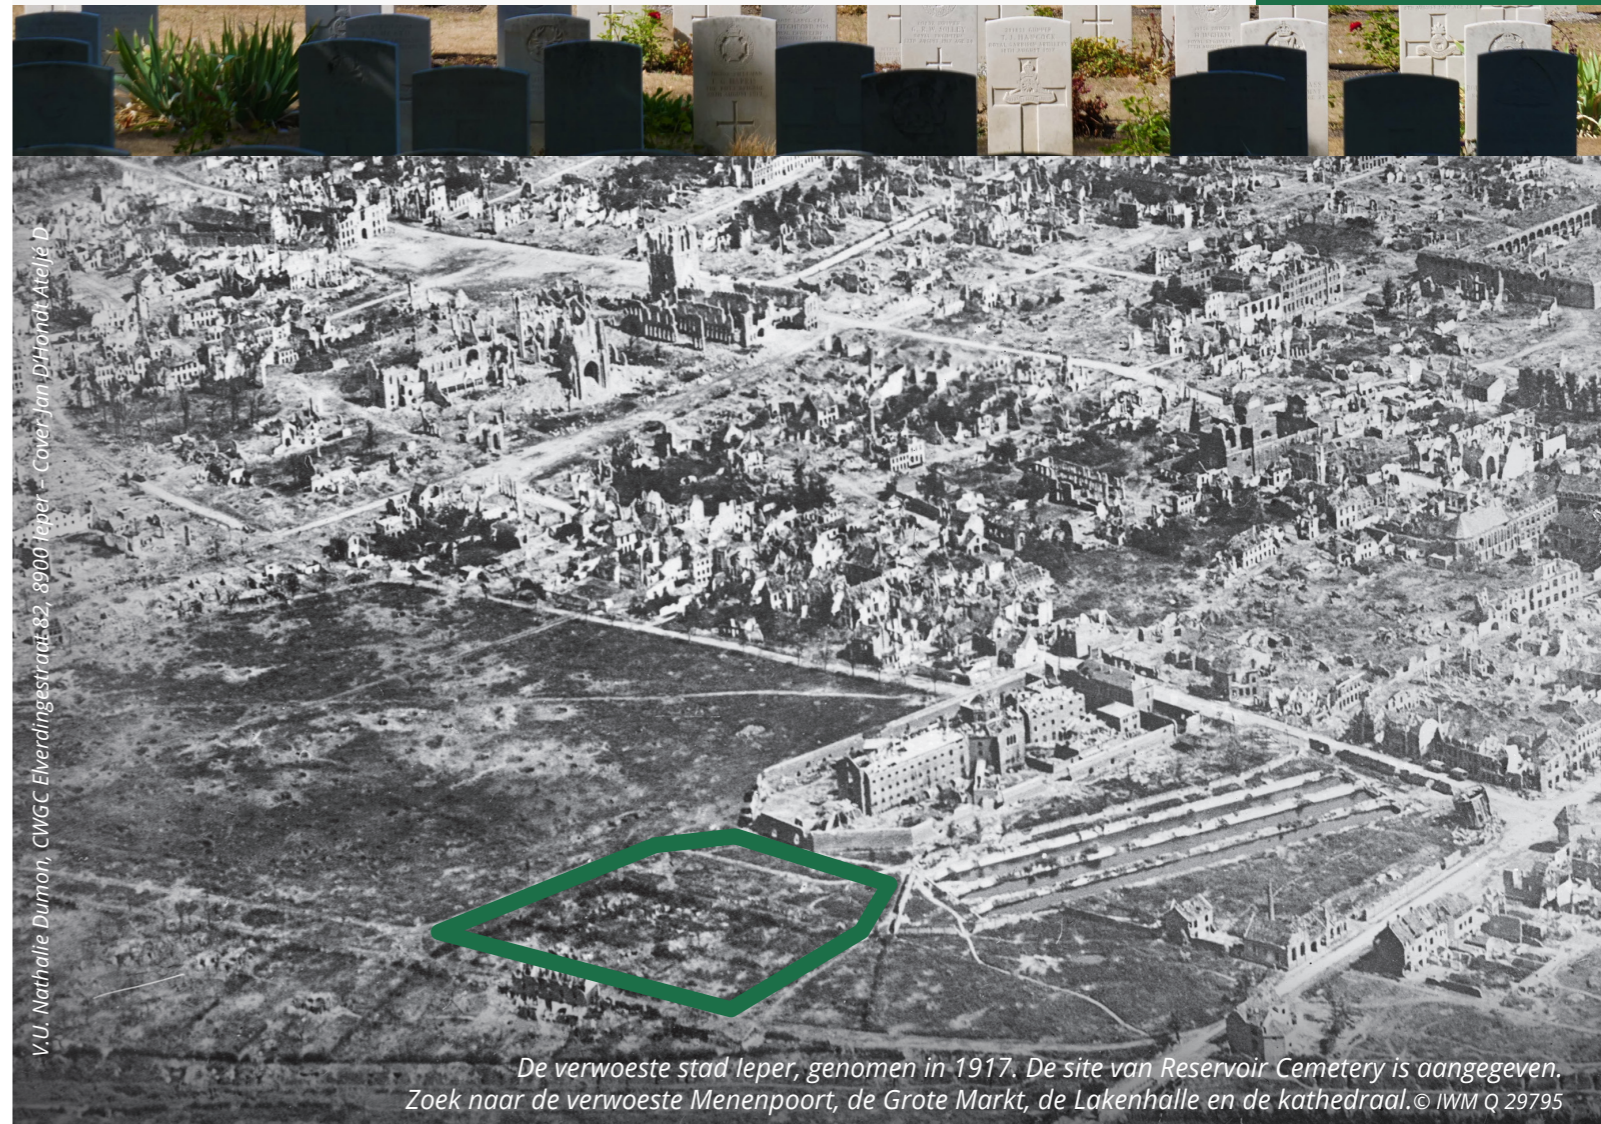 De verwoeste stad Ieper, genomen in 1917. De site van Reservoir Cemetery is aangegeven.
Zoek naar de verwoeste Menenpoort, de Grote Markt, de Lakenhalle en de kathedraal.© IWM Q 29795
V.U. Nathalie Dumon, CWGC Elverdingestraat 82, 8900 Ieper - Cover Jan D'Hondt Ateljé D.